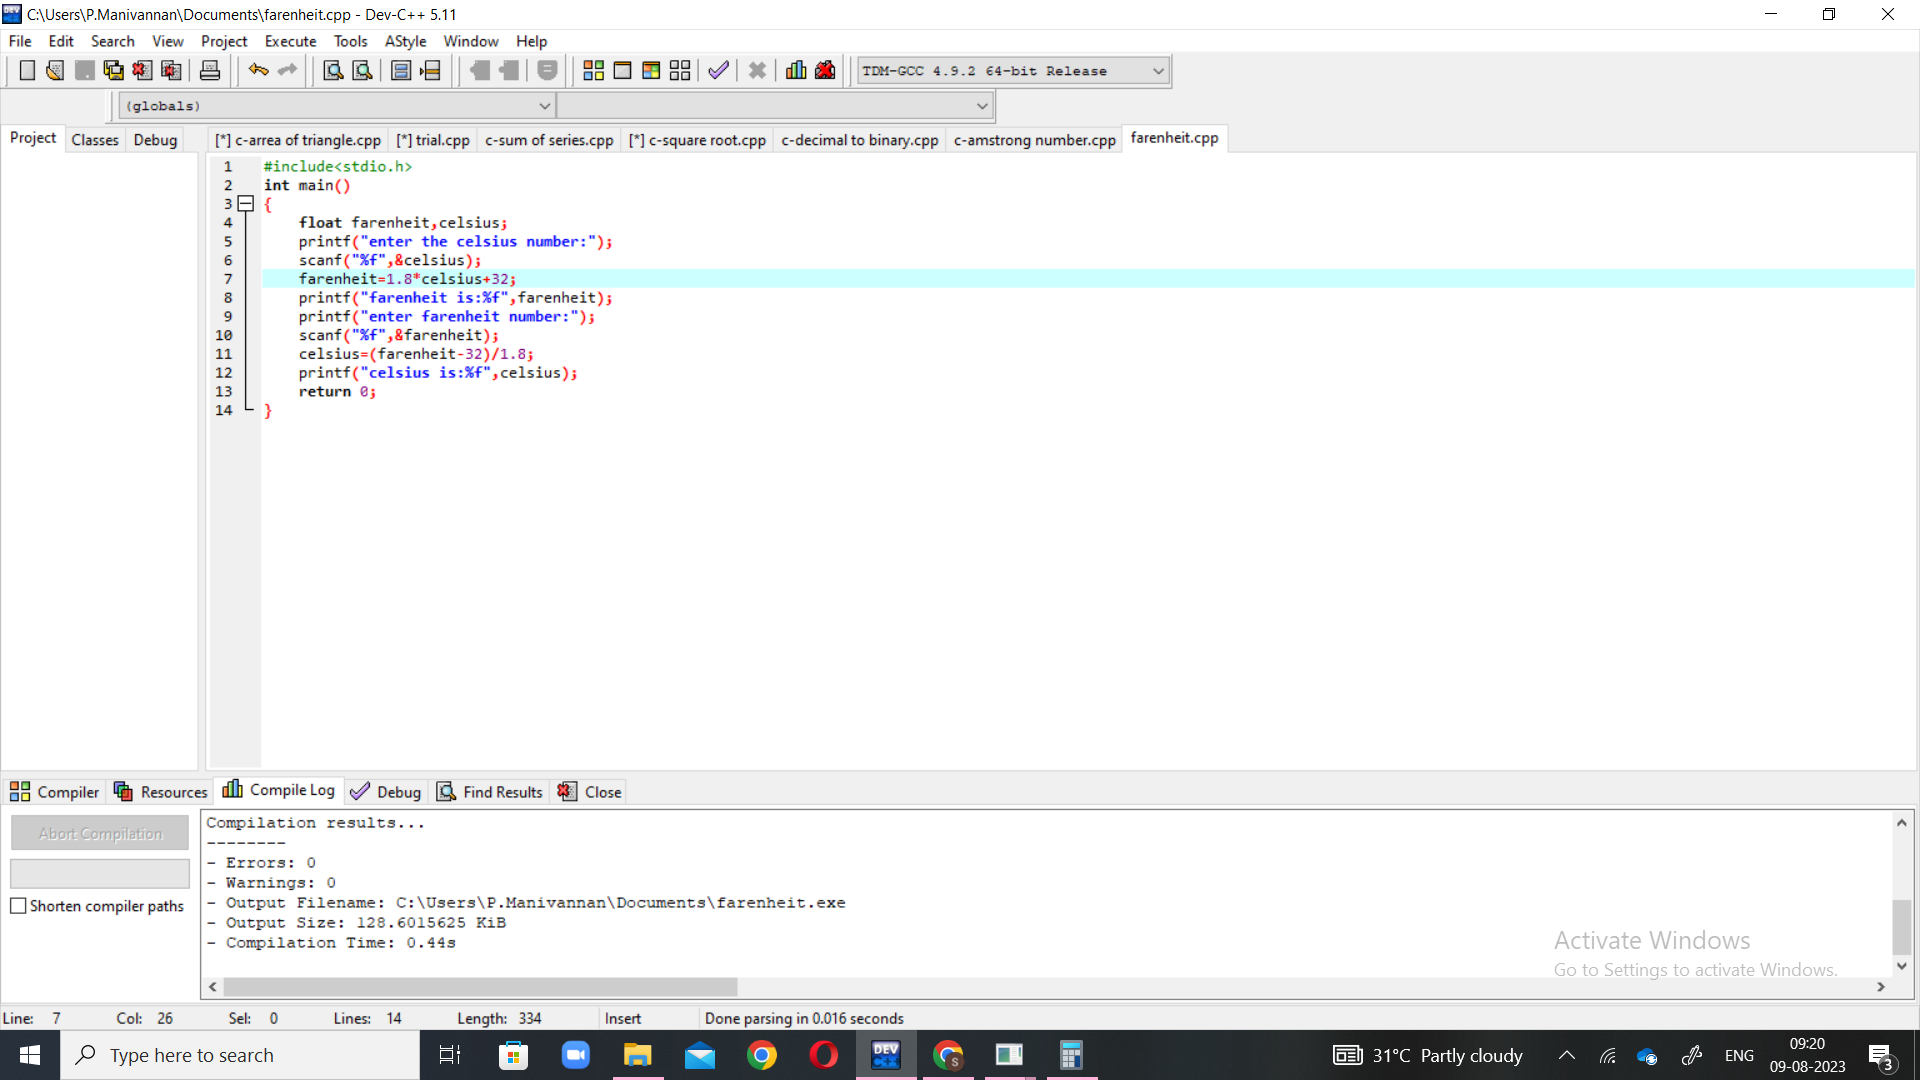 C:\Users\P.Manivannan\Documents\farenheit.cpp - Dev-C++ 5.11
File Edit Search View Project Execute Tools AStyle Window Help
TDM-GCC 4.9.2 64-bit Release
(globals)
Project Classes Debug [*] c-area of triangle.cpp [*] trial.cpp c-sum of series.cpp [*] c-square root.cpp c-decimal to binary.cpp c-amstrong number.cpp farenheit.cpp
1 #include<stdio.h>
2 int main()
3 {
4 float farenheit,celsius;
5 printf("enter the celsius number:");
6 scanf("%f",&celsius);
7 farenheit=1.8*celsius+32;
8 printf("farenheit is:%f",farenheit);
9 printf("enter farenheit number:");
10 scanf("%f",&farenheit);
11 celsius=(farenheit-32)/1.8;
12 printf("celsius is:%f",celsius);
13 return 0;
14 }
Compiler Resources Compile Log Debug Find Results Close
Abort Compilation
Shorten compiler paths
Compilation results...
--------
- Errors: 0
- Warnings: 0
- Output Filename: C:\Users\P.Manivannan\Documents\farenheit.exe
- Output Size: 128.6015625 KiB
- Compilation Time: 0.44s
Activate Windows
Go to Settings to activate Windows.
Line: 7 Col: 26 Sel: 0 Lines: 14 Length: 334 Insert Done parsing in 0.016 seconds
Type here to search
DEV C++
S
31°C Partly cloudy
ENG
09:20
09-08-2023
3